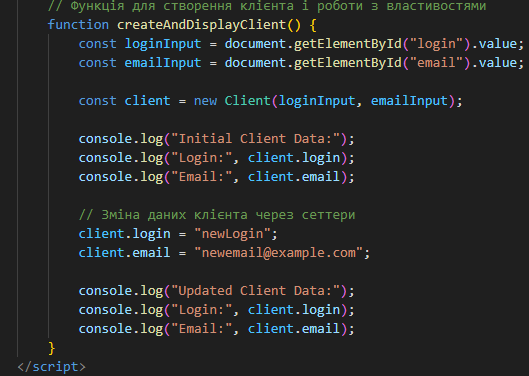 // Функція для створення клієнта і роботи з властивостями
function createAndDisplayClient() {
const loginInput = document.getElementById("login").value;
const emailInput = document.getElementById("email").value;
const client = new Client(loginInput, emailInput);
console.log("Initial Client Data:");
console.log("Login:", client.login);
console.log("Email:", client.email);
// Зміна даних клієнта через сеттери
client.login = "newLogin";
client.email = "newemail@example.com";
console.log("Updated Client Data:");
console.log("Login:", client.login);
console.log("Email:", client.email);
}
</script>